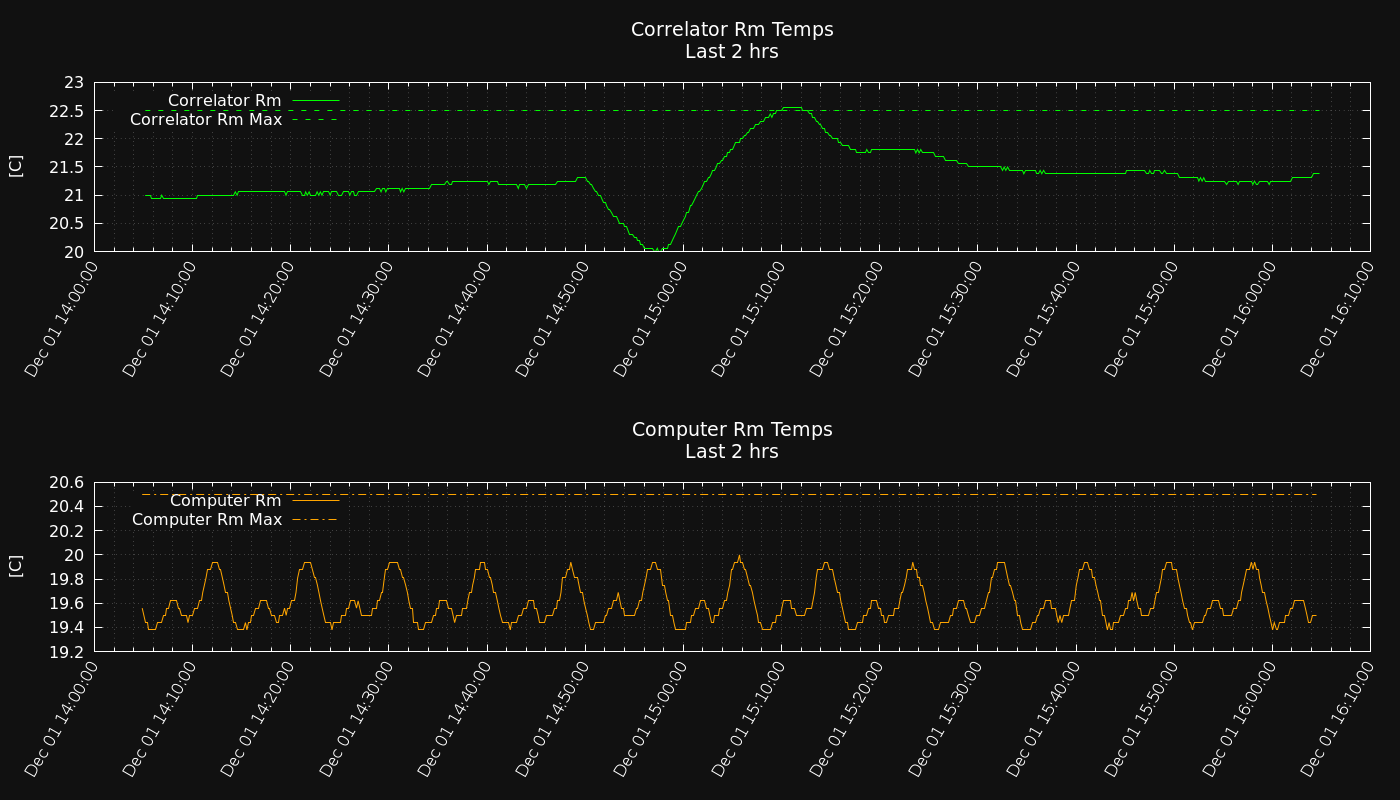 Correlator Rm Temps
Last 2 hrs
[C]
23
22.5
22
21.5
21
20.5
20
Correlator Rm
Correlator Rm Max
Dec 01 14:00:00
Dec 01 14:10:00
Dec 01 14:20:00
Dec 01 14:30:00
Dec 01 14:40:00
Dec 01 14:50:00
Dec 01 15:00:00
Dec 01 15:10:00
Dec 01 15:20:00
Dec 01 15:30:00
Dec 01 15:40:00
Dec 01 15:50:00
Dec 01 16:00:00
Dec 01 16:10:00
Computer Rm Temps
Last 2 hrs
[C]
20.6
20.4
20.2
20
19.8
19.6
19.4
19.2
Computer Rm
Computer Rm Max
Dec 01 14:00:00
Dec 01 14:10:00
Dec 01 14:20:00
Dec 01 14:30:00
Dec 01 14:40:00
Dec 01 14:50:00
Dec 01 15:00:00
Dec 01 15:10:00
Dec 01 15:20:00
Dec 01 15:30:00
Dec 01 15:40:00
Dec 01 15:50:00
Dec 01 16:00:00
Dec 01 16:10:00